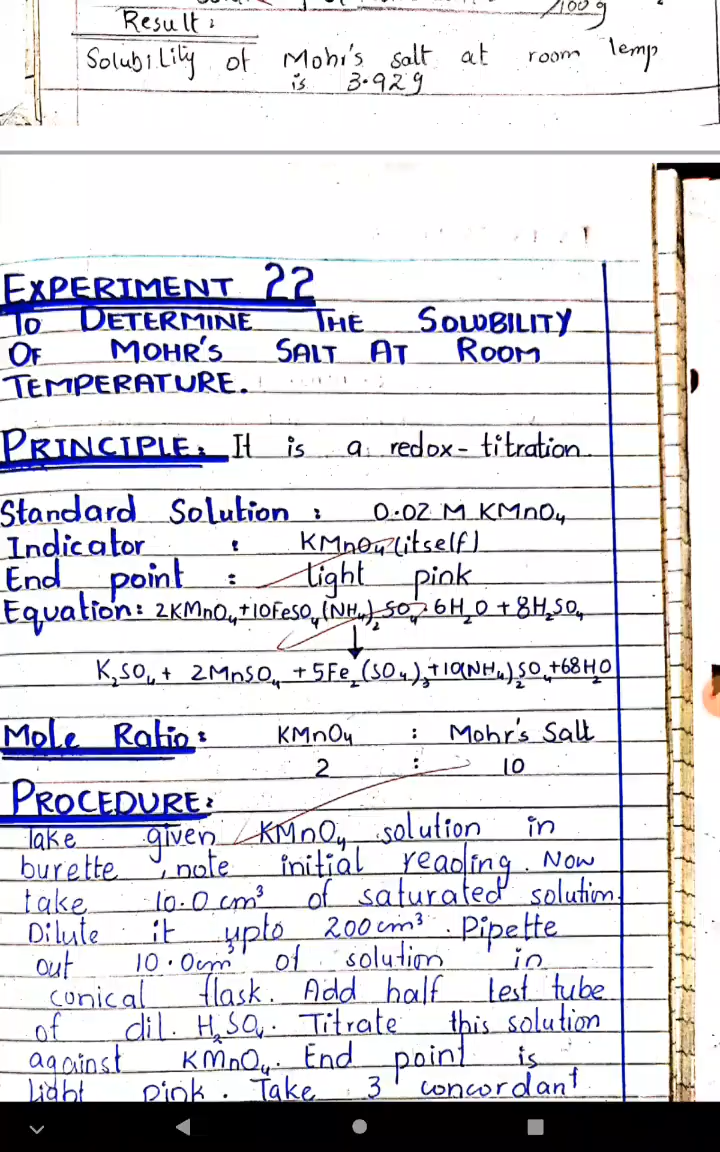 /100g
Result:
Solubility of Mohr's salt at room temp
is 3.92g
EXPERIMENT 22
TO DETERMINE THE SOLUBILITY
OF MOHR'S SALT AT ROOM
TEMPERATURE.
PRINCIPLE: It is a redox-titration
Standard Solution : 0.02 M KMnO₄
Indicator : KMnO₄ (itself)
End point : light pink
Equation: 2KMnO₄+10FeSO₄(NH₄)₂SO₄.6H₂O + 8H₂SO₄
↓
K₂SO₄ + 2MnSO₄ + 5Fe₂(SO₄)₃+10(NH₄)₂SO₄+68H₂O
Mole Ratio: KMnO₄ : Mohr's Salt
2 : 10
PROCEDURE:
Take given KMnO₄ solution in
burette, note initial reading. Now
take 10.0 cm³ of saturated solution.
Dilute it upto 200cm³. Pipette
out 10.0cm³ of solution in
conical flask. Add half test tube
of dil. H₂SO₄. Titrate this solution
against KMnO₄. End point is
light pink. Take 3 concordant